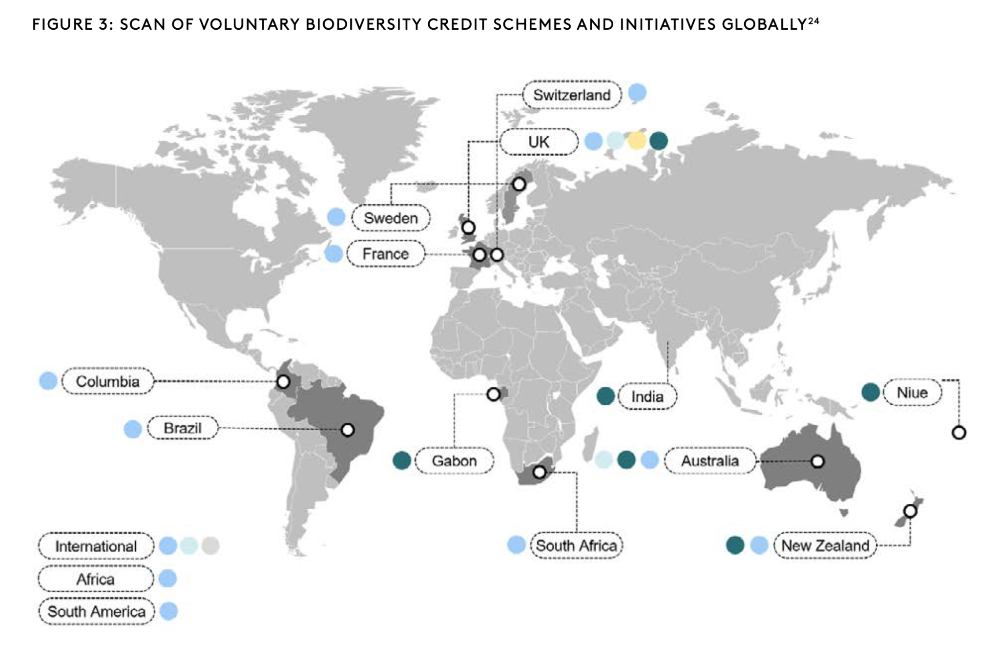 FIGURE 3: SCAN OF VOLUNTARY BIODIVERSITY CREDIT SCHEMES AND INITIATIVES GLOBALLY24
Switzerland
UK
Sweden
France
Columbia
Brazil
India
Niue
Gabon
Australia
International
South Africa
New Zealand
Africa
South America